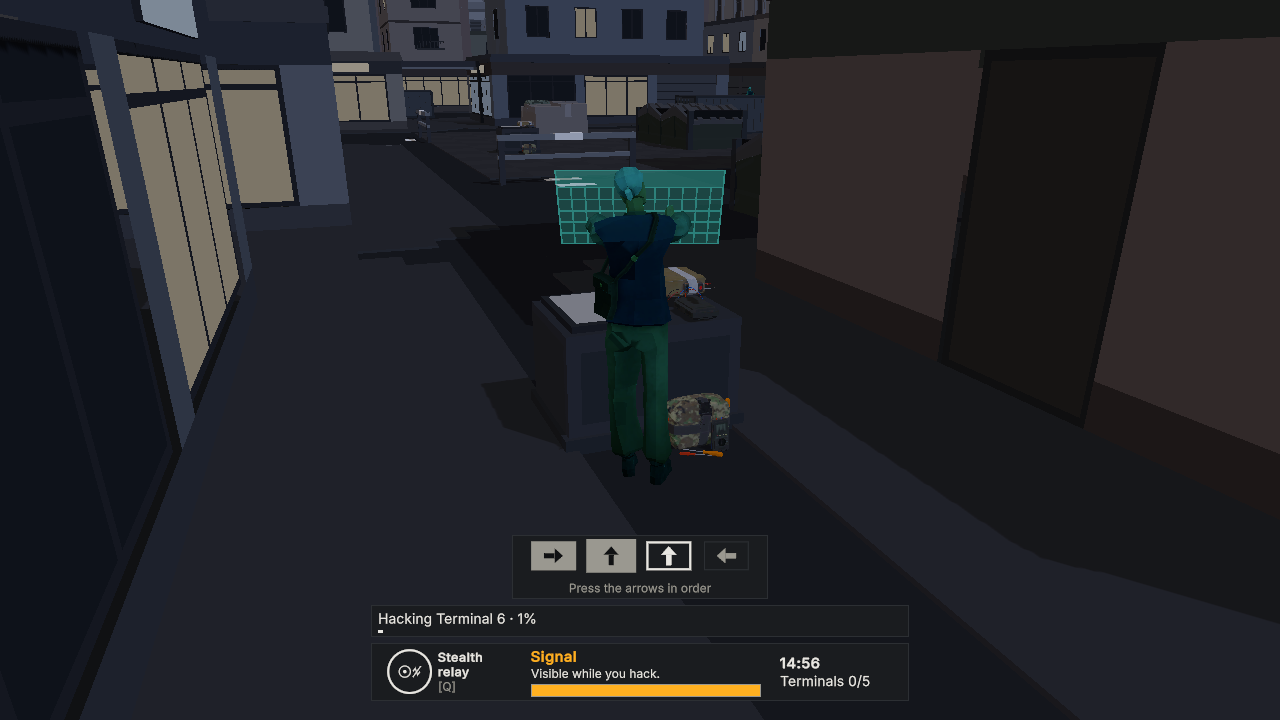 Press the arrows in order
Hacking Terminal 6 · 1%
Stealth
relay
[Q]
Signal
Visible while you hack.
14:56
Terminals 0/5